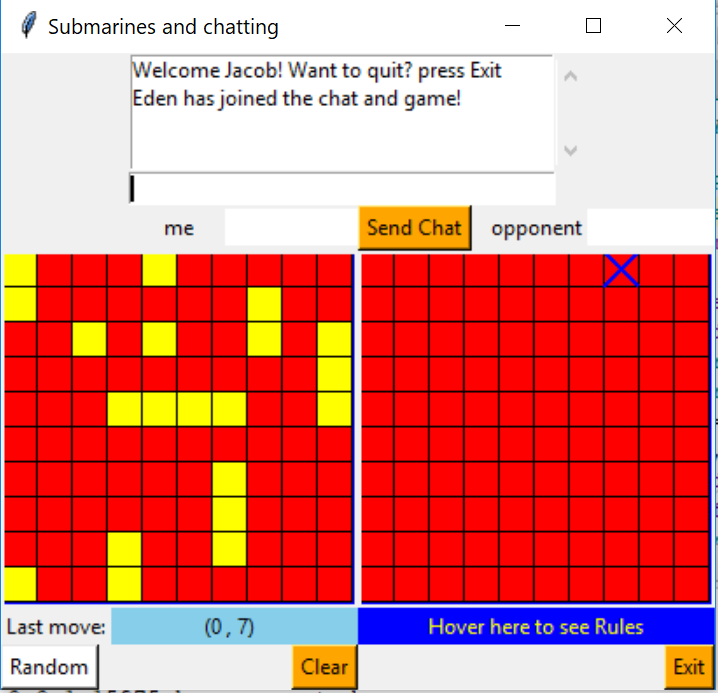 Submarines and chatting
Welcome Jacob! Want to quit? press Exit
Eden has joined the chat and game!
me
Send Chat
opponent
Last move:
(0 , 7)
Hover here to see Rules
Random
Clear
Exit